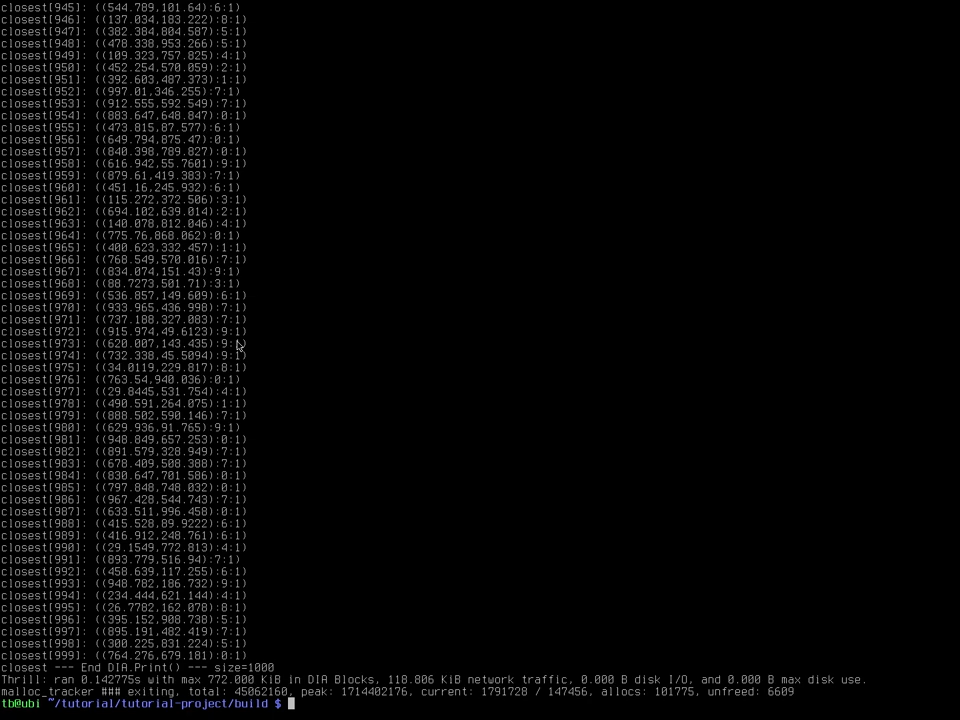 closest[945]: ((544.789,101.64):6:1)
closest[946]: ((137.034,183.222):8:1)
closest[947]: ((382.384,804.587):5:1)
closest[948]: ((478.338,953.266):5:1)
closest[949]: ((109.323,757.825):4:1)
closest[950]: ((452.254,570.059):2:1)
closest[951]: ((392.603,487.373):1:1)
closest[952]: ((997.01,346.255):7:1)
closest[953]: ((912.555,592.549):7:1)
closest[954]: ((883.647,648.847):0:1)
closest[955]: ((473.815,87.577):6:1)
closest[956]: ((649.794,875.47):0:1)
closest[957]: ((840.398,789.827):0:1)
closest[958]: ((616.942,55.7601):9:1)
closest[959]: ((879.61,419.383):7:1)
closest[960]: ((451.16,245.932):6:1)
closest[961]: ((115.272,372.506):3:1)
closest[962]: ((694.102,639.014):2:1)
closest[963]: ((140.078,812.046):4:1)
closest[964]: ((775.76,868.062):0:1)
closest[965]: ((400.623,332.457):1:1)
closest[966]: ((768.549,570.016):7:1)
closest[967]: ((834.074,151.43):9:1)
closest[968]: ((88.7273,501.71):3:1)
closest[969]: ((536.857,149.609):6:1)
closest[970]: ((933.965,436.998):7:1)
closest[971]: ((737.188,327.083):7:1)
closest[972]: ((915.974,49.6123):9:1)
closest[973]: ((620.007,143.435):9:1)
closest[974]: ((732.338,45.5094):9:1)
closest[975]: ((34.0119,229.817):8:1)
closest[976]: ((763.54,940.036):0:1)
closest[977]: ((29.8445,531.754):4:1)
closest[978]: ((490.591,264.075):1:1)
closest[979]: ((888.502,590.146):7:1)
closest[980]: ((629.936,91.765):9:1)
closest[981]: ((948.849,657.253):0:1)
closest[982]: ((891.579,328.949):7:1)
closest[983]: ((678.409,508.388):7:1)
closest[984]: ((830.647,701.586):0:1)
closest[985]: ((797.848,748.032):0:1)
closest[986]: ((967.428,544.743):7:1)
closest[987]: ((633.511,996.458):0:1)
closest[988]: ((415.528,89.9222):6:1)
closest[989]: ((416.912,248.761):6:1)
closest[990]: ((29.1549,772.813):4:1)
closest[991]: ((893.779,516.94):7:1)
closest[992]: ((458.639,117.255):6:1)
closest[993]: ((948.782,186.732):9:1)
closest[994]: ((234.444,621.144):4:1)
closest[995]: ((26.7782,162.078):8:1)
closest[996]: ((395.152,908.738):5:1)
closest[997]: ((895.191,482.419):7:1)
closest[998]: ((300.225,831.224):5:1)
closest[999]: ((764.276,679.181):0:1)
closest --- End DIA.Print() --- size=1000
Thrill: ran 0.142775s with max 772.000 KiB in DIA Blocks, 118.806 KiB network traffic, 0.000 B disk I/O, and 0.000 B max disk use.
malloc_tracker ### exiting, total: 45062160, peak: 1714402176, current: 1791728 / 147456, allocs: 101775, unfreed: 6609
tb@ubi ~/tutorial/tutorial-project/build $